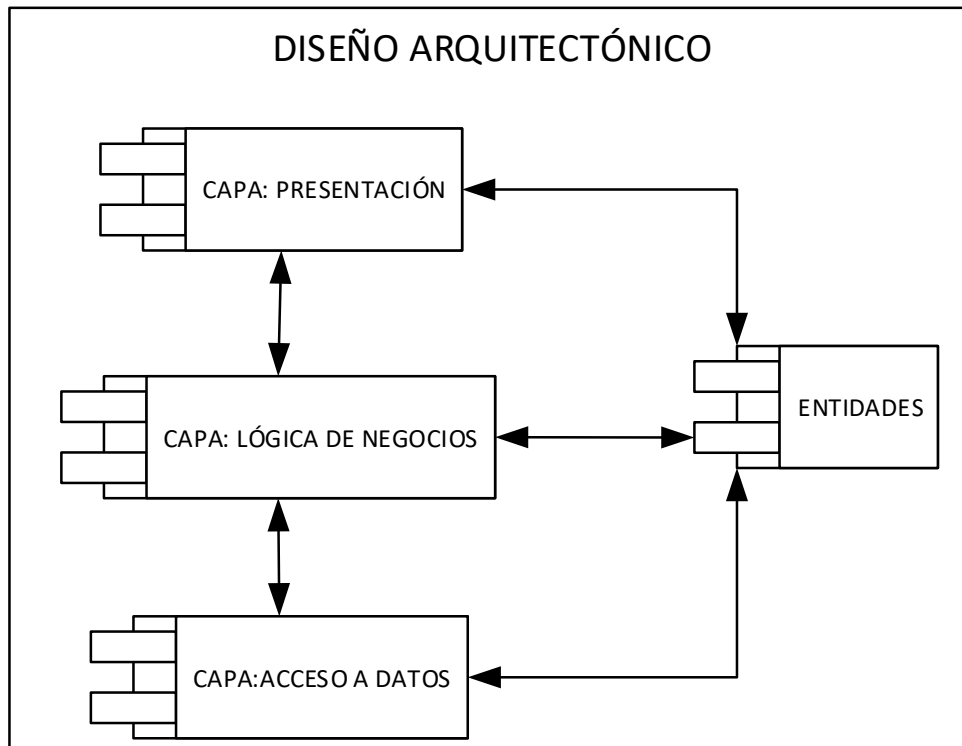 DISEÑO ARQUITECTÓNICO
CAPA: PRESENTACIÓN
CAPA: LÓGICA DE NEGOCIOS
ENTIDADES
CAPA:ACCESO A DATOS